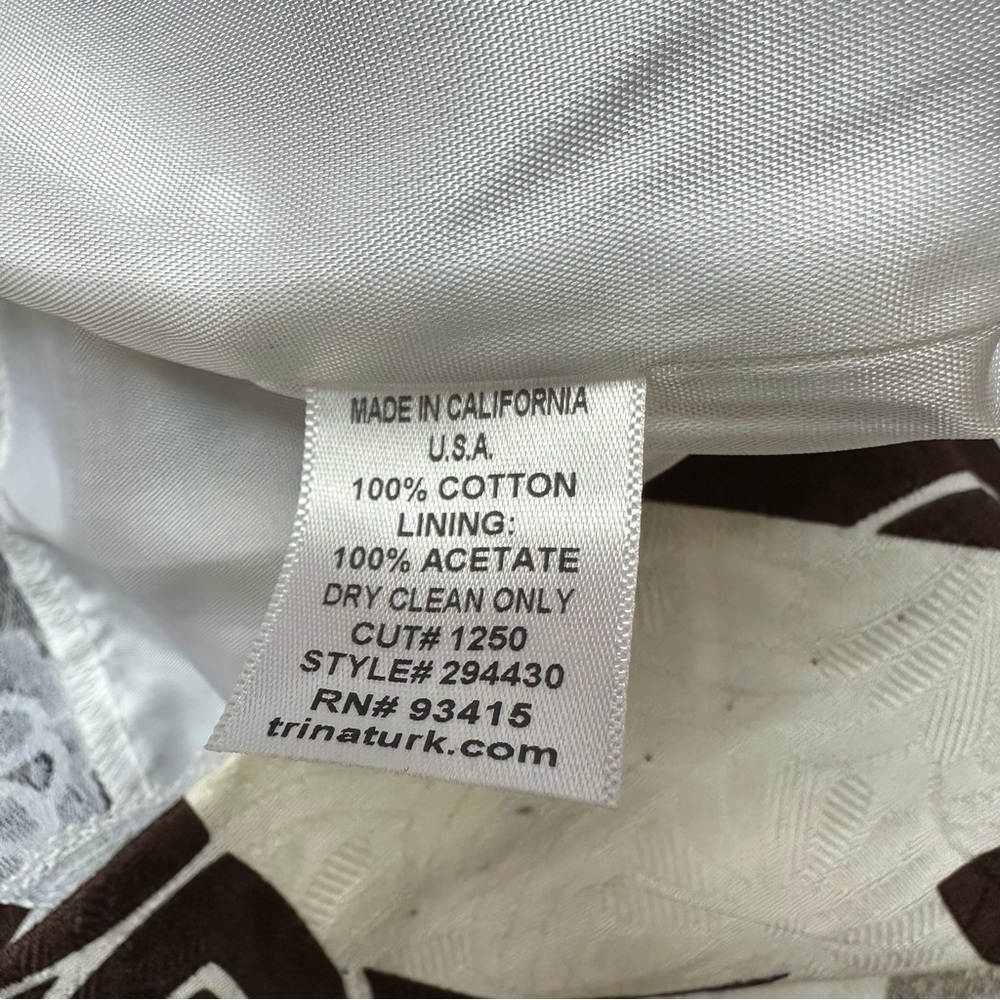 MADE IN CALIFORNIA
U.S.A.
100% COTTON
LINING:
100% ACETATE
DRY CLEAN ONLY
CUT# 1250
STYLE# 294430
RN# 93415
trinaturk.com